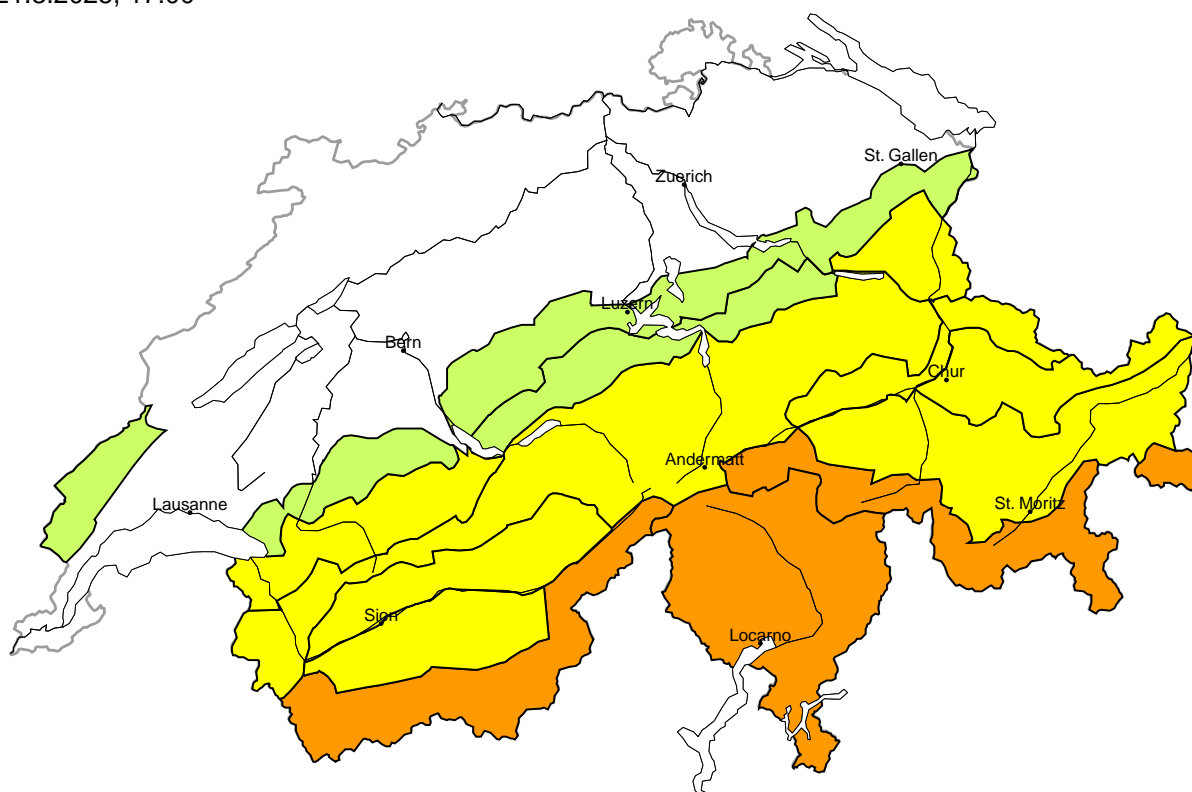 St. Gallen
Zuerich
Luzern
Bern
Chur
Andermatt
Lausanne
St. Moritz
Sion
Locarno